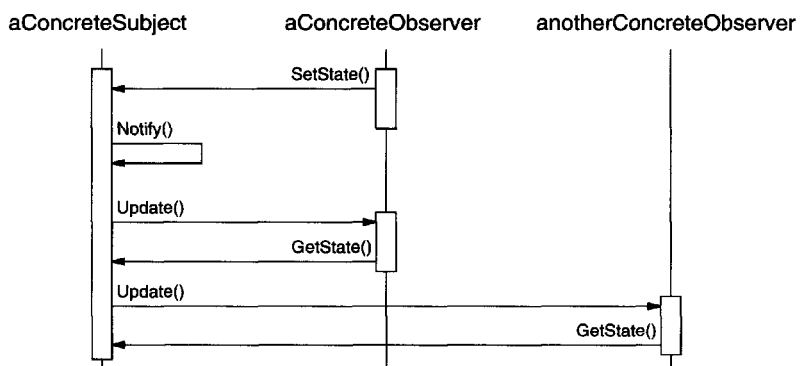 aConcreteSubject aConcreteObserver anotherConcreteObserver
SetState()
Notify()
Update()
GetState()
Update()
GetState()